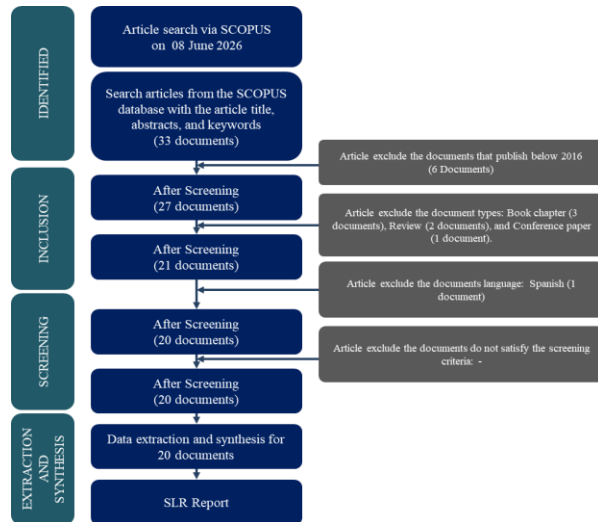 IDENTIFIED
Article search via SCOPUS
on 08 June 2026
Search articles from the SCOPUS
database with the article title,
abstracts, and keywords
(33 documents)
Article exclude the documents that publish below 2016
(6 Documents)
INCLUSION
After Screening
(27 documents)
Article exclude the document types: Book chapter (3
documents), Review (2 documents), and Conference paper
(1 document).
After Screening
(21 documents)
Article exclude the documents language: Spanish (1
document)
SCREENING
After Screening
(20 documents)
Article exclude the documents do not satisfy the screening
criteria: -
After Screening
(20 documents)
EXTRACTION
AND
SYNTHESIS
Data extraction and synthesis for
20 documents
SLR Report